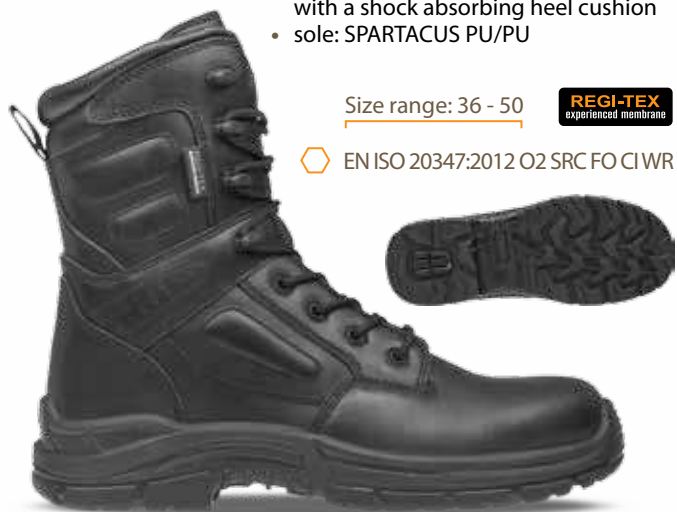 with a shock absorbing heel cushion
• sole: SPARTACUS PU/PU
Size range: 36 - 50
REGI-TEX
experienced membrane
EN ISO 20347:2012 O2 SRC FO CI WR